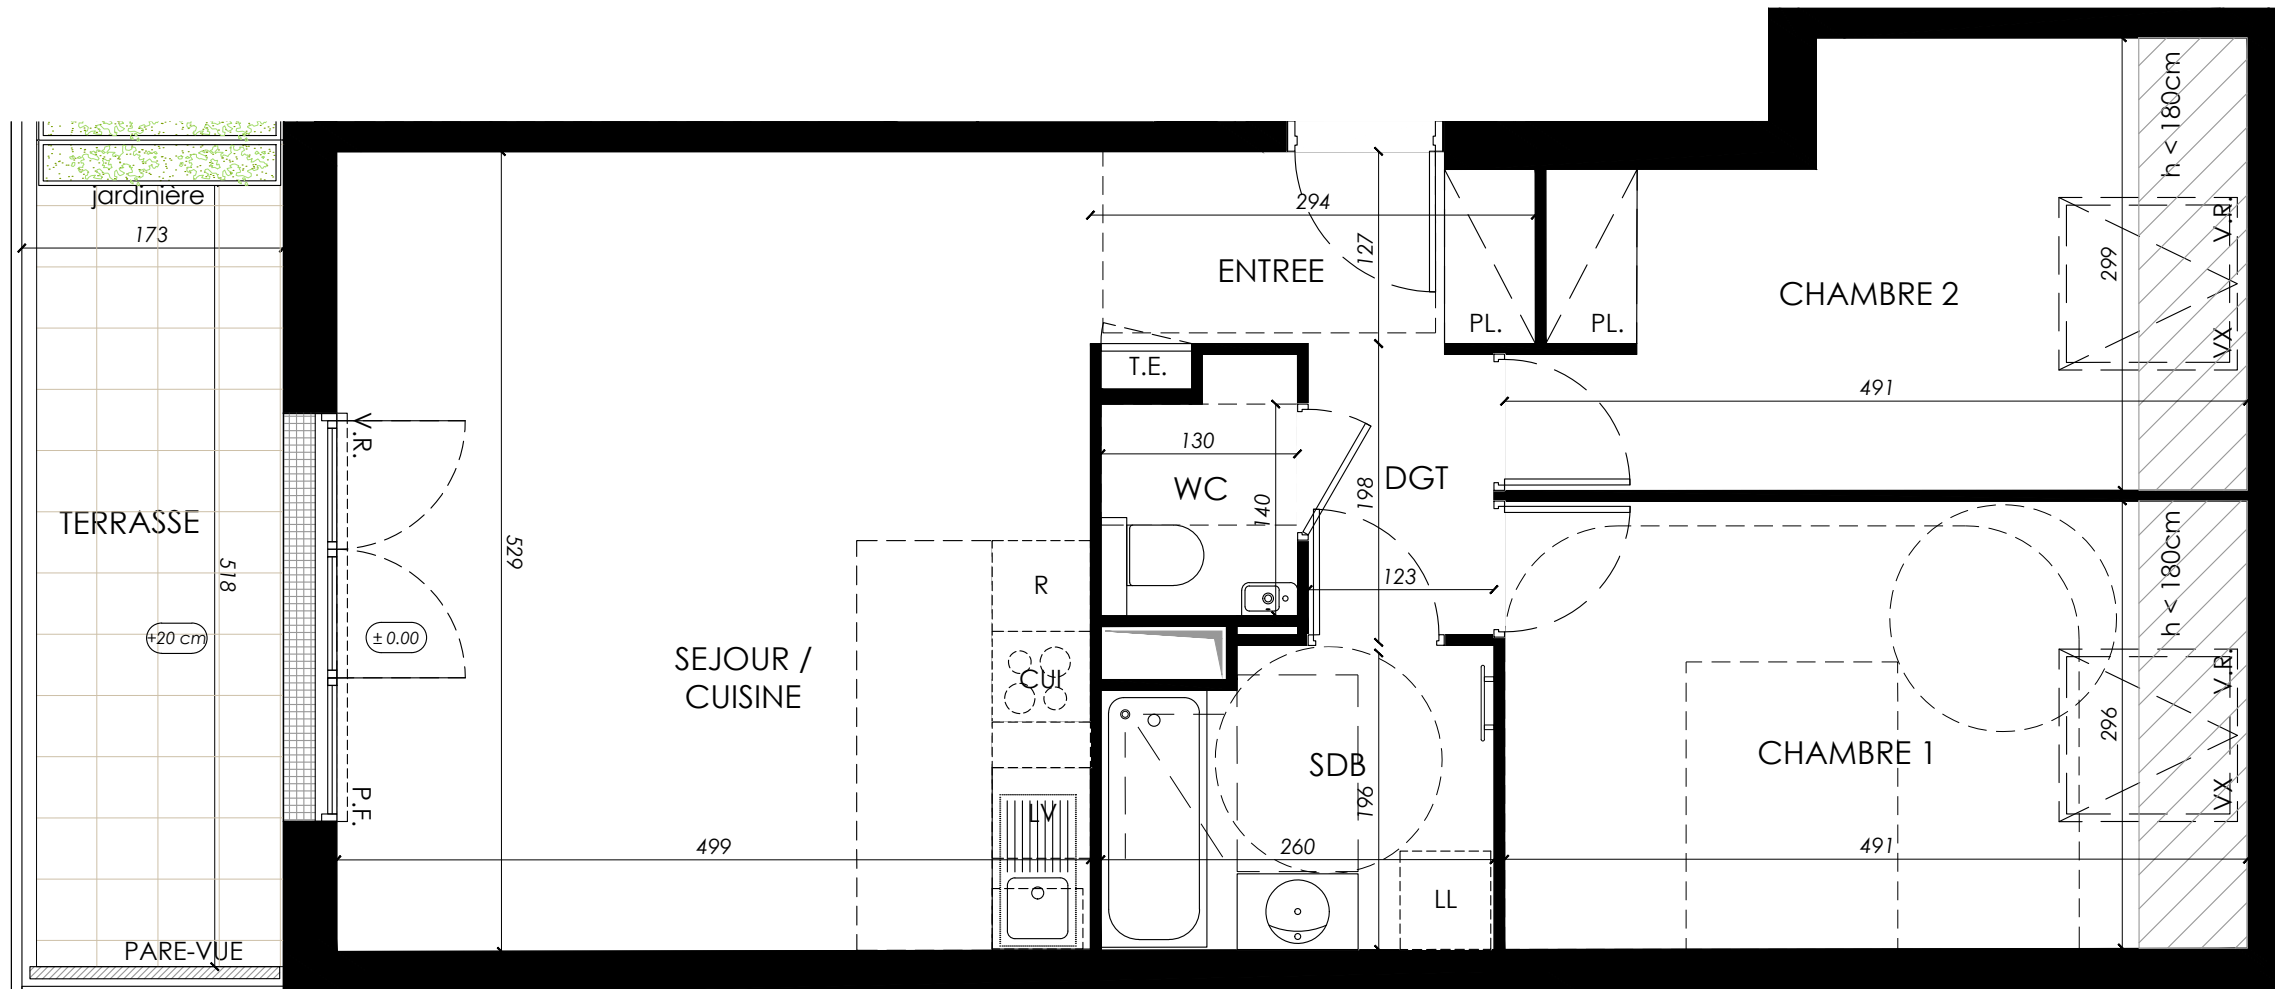 h < 180cm
jardinière
173
294
127
ENTREE
V.R.
299
CHAMBRE 2
PL.
PL.
VX
T.E.
491
V.R.
130
WC
140
198
DGT
TERRASSE
518
529
+20 cm
± 0.00
123
h < 180cm
R
SEJOUR /
CUISINE
CUI
V.R.
296
CHAMBRE 1
SDB
196
VX
P.F.
LV
499
260
491
LL
PARE-VUE